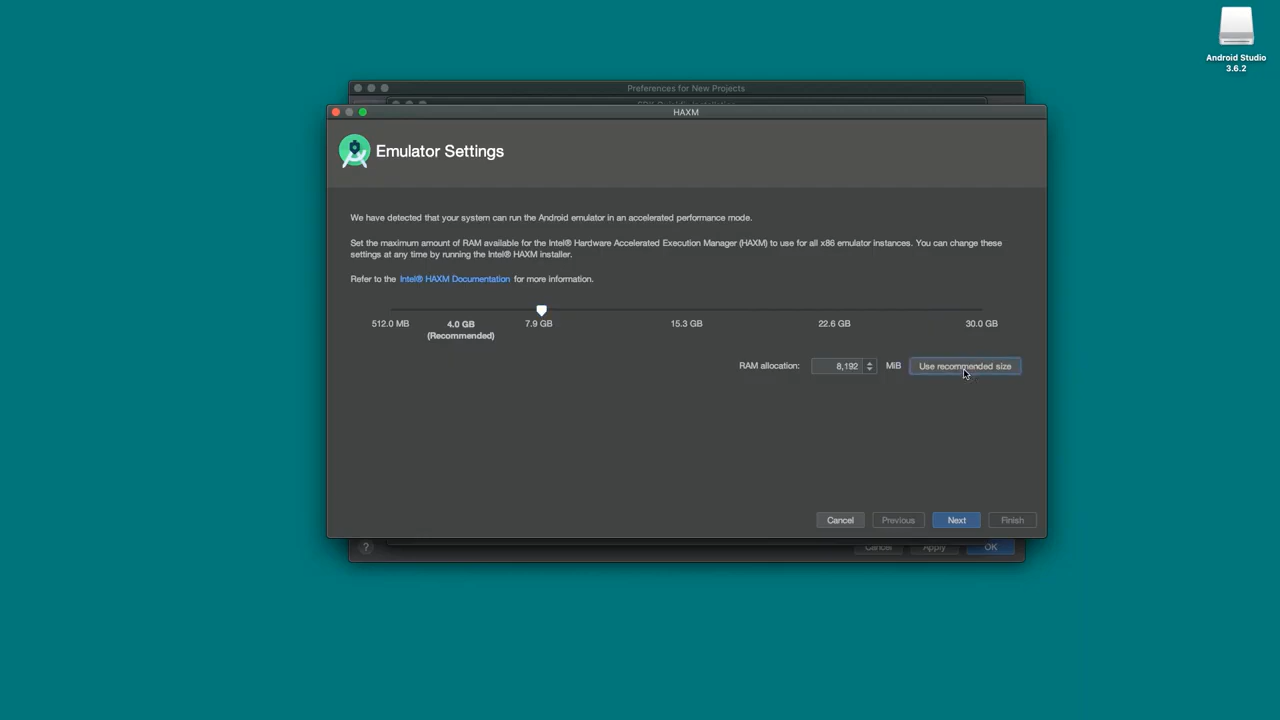 Android Studio
3.6.2
Preferences for New Projects
HAXM
Emulator Settings
We have detected that your system can run the Android emulator in an accelerated performance mode.
Set the maximum amount of RAM available for the Intel® Hardware Accelerated Execution Manager (HAXM) to use for all x86 emulator instances. You can change these
settings at any time by running the Intel® HAXM installer.
Refer to the Intel® HAXM Documentation for more information.
512.0 MB 4.0 GB 7.9 GB 15.3 GB 22.6 GB 30.0 GB
(Recommended)
RAM allocation: 8,192 MiB Use recommended size
Cancel Previous Next Finish
? Cancel Apply OK